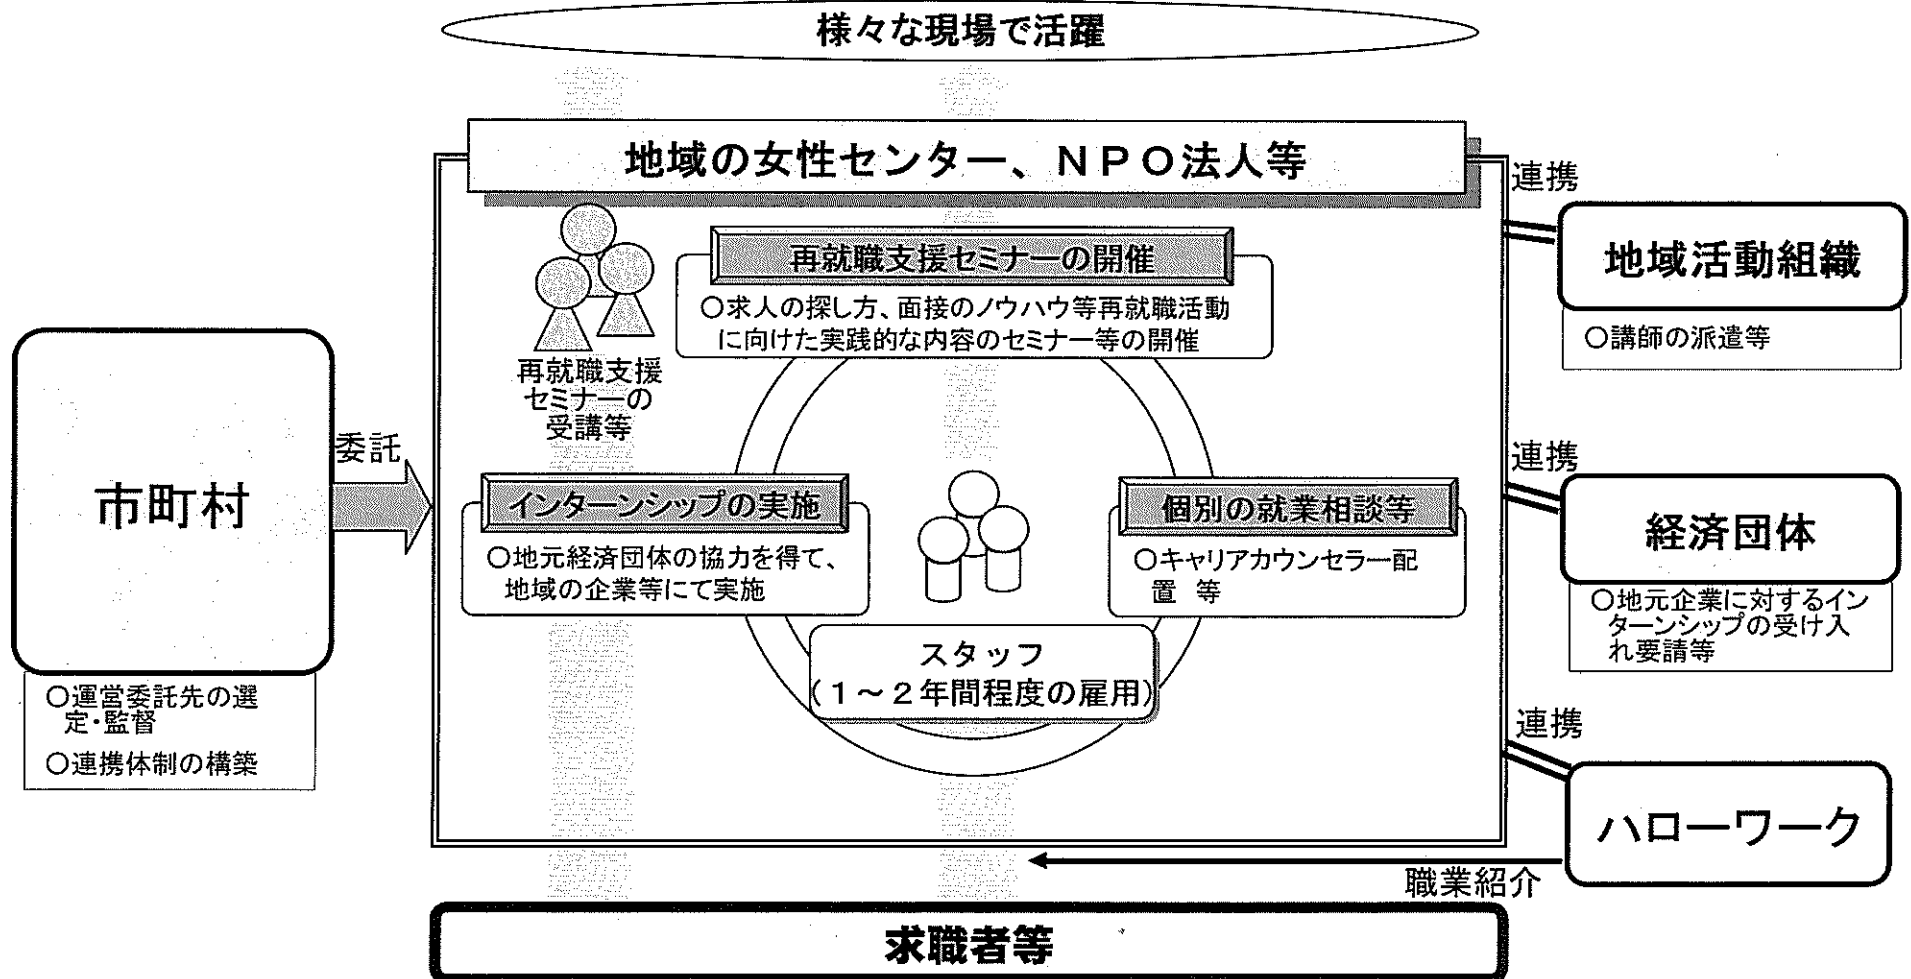 様々な現場で活躍
地域の女性センター、ＮＰＯ法人等
再就職支援セミナーの開催
○求人の探し方、面接のノウハウ等再就職活動
に向けた実践的な内容のセミナー等の開催
再就職支援
セミナーの
受講等
市町村
委託
○運営委託先の選
定・監督
○連携体制の構築
インターンシップの実施
○地元経済団体の協力を得て、
地域の企業等にて実施
個別の就業相談等
○キャリアカウンセラー配
置 等
スタッフ
(１～２年間程度の雇用)
連携
地域活動組織
○講師の派遣等
連携
経済団体
○地元企業に対するイン
ターンシップの受け入
れ要請等
連携
ハローワーク
職業紹介
求職者等